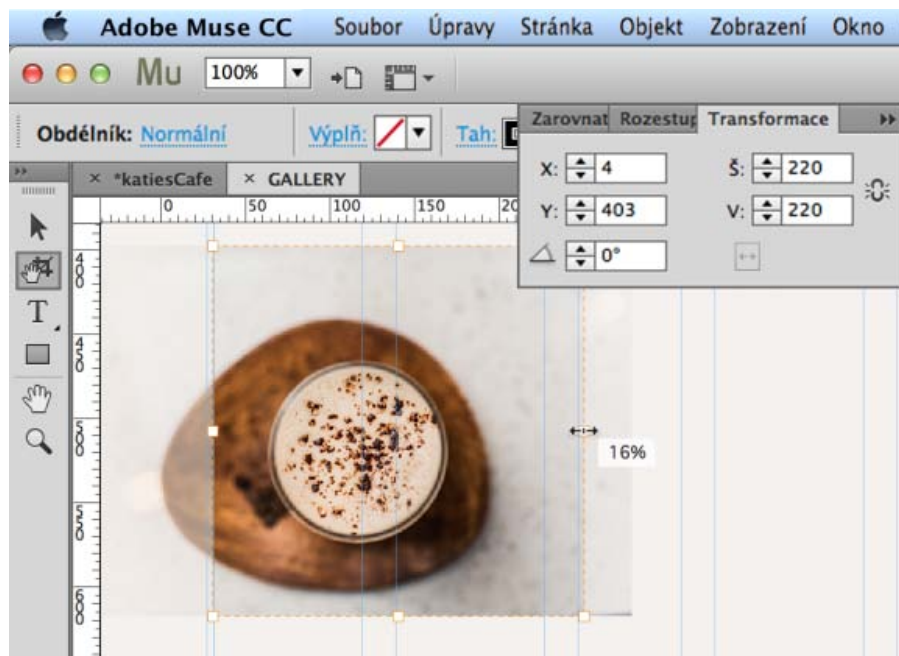 Adobe Muse CC Soubor Úpravy Stránka Objekt Zobrazení Okno
Mu 100%
Obdélník: Normální Výplň: Tah:
Zarovnat Rozestup Transformace
X: 4 Š: 220
Y: 403 V: 220
0°
× *katiesCafe × GALLERY
0 50 100 150 20
400
450
500
550
600
T
16%